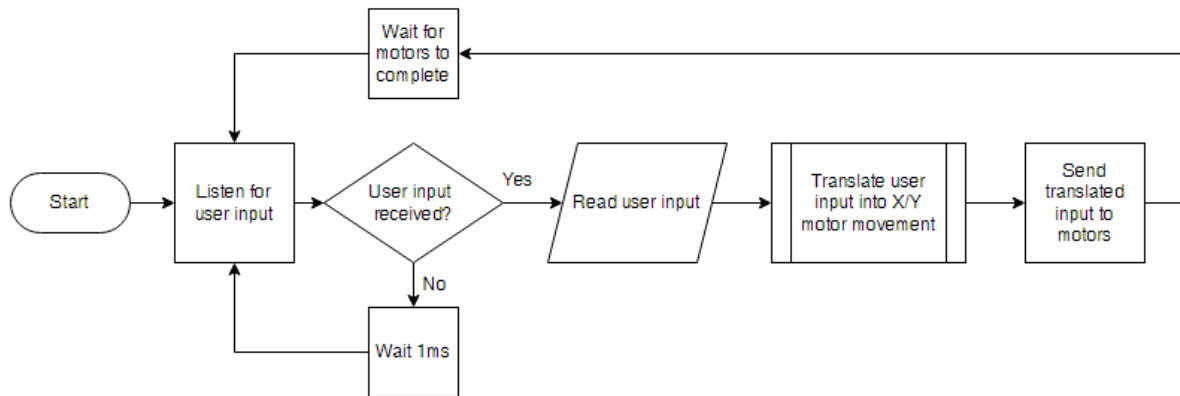 Wait for
motors to
complete
Start
Listen for
user input
User input
received?
Yes
Read user input
Translate user
input into X/Y
motor movement
Send
translated
input to
motors
No
Wait 1ms